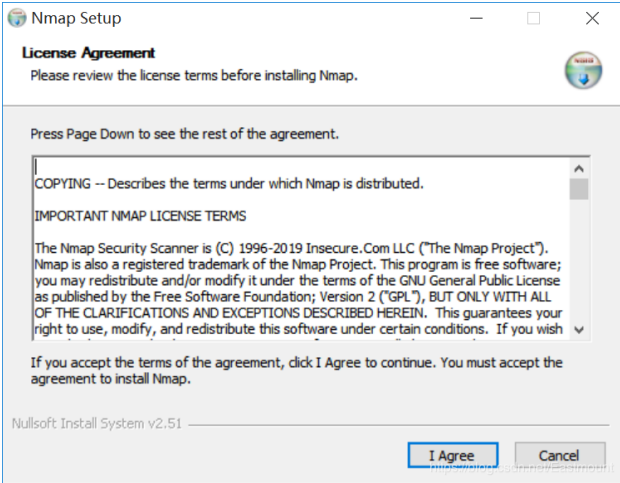 Nmap Setup
License Agreement
Please review the license terms before installing Nmap.
Press Page Down to see the rest of the agreement.
COPYING -- Describes the terms under which Nmap is distributed.
IMPORTANT NMAP LICENSE TERMS
The Nmap Security Scanner is (C) 1996-2019 Insecure.Com LLC ("The Nmap Project").
Nmap is also a registered trademark of the Nmap Project. This program is free software;
you may redistribute and/or modify it under the terms of the GNU General Public License
as published by the Free Software Foundation; Version 2 ("GPL"), BUT ONLY WITH ALL
OF THE CLARIFICATIONS AND EXCEPTIONS DESCRIBED HEREIN. This guarantees your
right to use, modify, and redistribute this software under certain conditions. If you wish
If you accept the terms of the agreement, click I Agree to continue. You must accept the
agreement to install Nmap.
Nullsoft Install System v2.51
I Agree
Cancel
https://blog.csdn.net/Eastmount